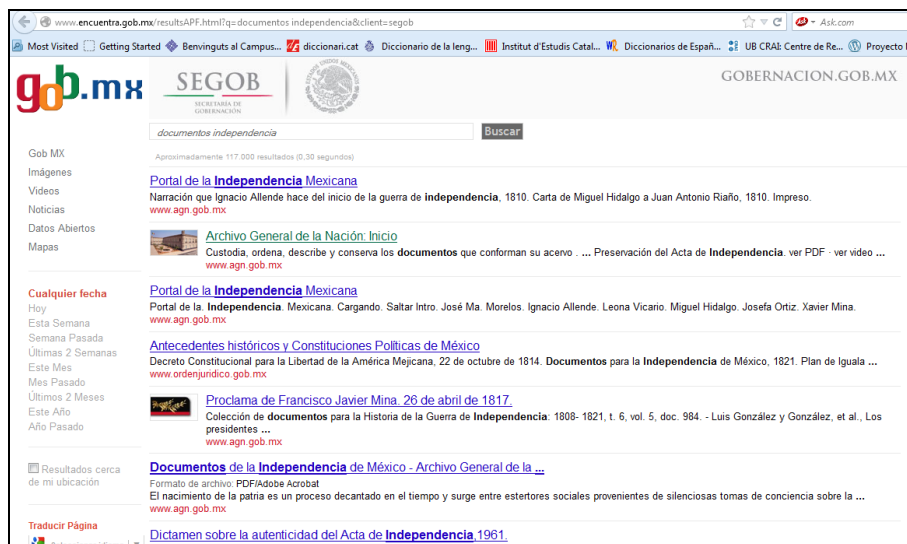 www.encuentra.gob.mx/resultsAPF.html?q=documentos independencia&client=segob
Ask.com
Most Visited Getting Started Benvinguts al Campus... diccionari.cat Diccionario de la leng... Institut d'Estudis Catal... Diccionarios de Españ... UB CRAI: Centre de Re... Proyecto
gob.mx
SEGOB
SECRETARÍA DE
GOBERNACIÓN
ESTADOS UNIDOS MEXICANOS
GOBERNACION.GOB.MX
documentos independencia
Buscar
Aproximadamente 117.000 resultados (0,30 segundos)
Gob MX
Imágenes
Videos
Noticias
Datos Abiertos
Mapas
Cualquier fecha
Hoy
Esta Semana
Semana Pasada
Últimas 2 Semanas
Este Mes
Mes Pasado
Últimos 2 Meses
Este Año
Año Pasado
Resultados cerca
de mi ubicación
Traducir Página
Portal de la Independencia Mexicana
Narración que Ignacio Allende hace del inicio de la guerra de independencia, 1810. Carta de Miguel Hidalgo a Juan Antonio Riaño, 1810. Impreso.
www.agn.gob.mx
Archivo General de la Nación: Inicio
Custodia, ordena, describe y conserva los documentos que conforman su acervo . ... Preservación del Acta de Independencia. ver PDF · ver video ...
www.agn.gob.mx
Portal de la Independencia Mexicana
Portal de la. Independencia. Mexicana. Cargando. Saltar Intro. José Ma. Morelos. Ignacio Allende. Leona Vicario. Miguel Hidalgo. Josefa Ortiz. Xavier Mina.
www.agn.gob.mx
Antecedentes históricos y Constituciones Políticas de México
Decreto Constitucional para la Libertad de la América Mejicana, 22 de octubre de 1814. Documentos para la Independencia de México, 1821. Plan de Iguala ...
www.ordenjuridico.gob.mx
Proclama de Francisco Javier Mina. 26 de abril de 1817.
Colección de documentos para la Historia de la Guerra de Independencia: 1808- 1821, t. 6, vol. 5, doc. 984. - Luis González y González, et al., Los
presidentes ...
www.agn.gob.mx
Documentos de la Independencia de México - Archivo General de la ...
Formato de archivo: PDF/Adobe Acrobat
El nacimiento de la patria es un proceso decantado en el tiempo y surge entre estertores sociales provenientes de silenciosas tomas de conciencia sobre la ...
www.agn.gob.mx
Dictamen sobre la autenticidad del Acta de Independencia,1961.